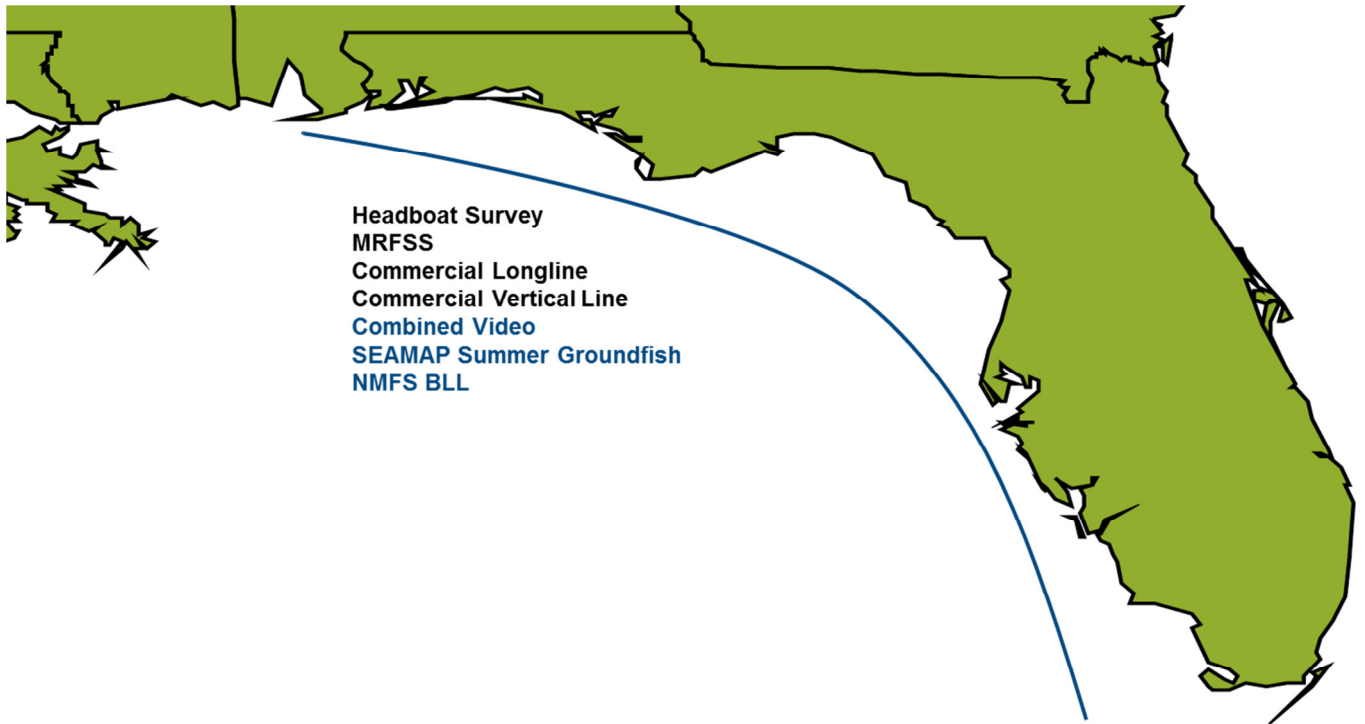 Headboat Survey
MRFSS
Commercial Longline
Commercial Vertical Line
Combined Video
SEAMAP Summer Groundfish
NMFS BLL